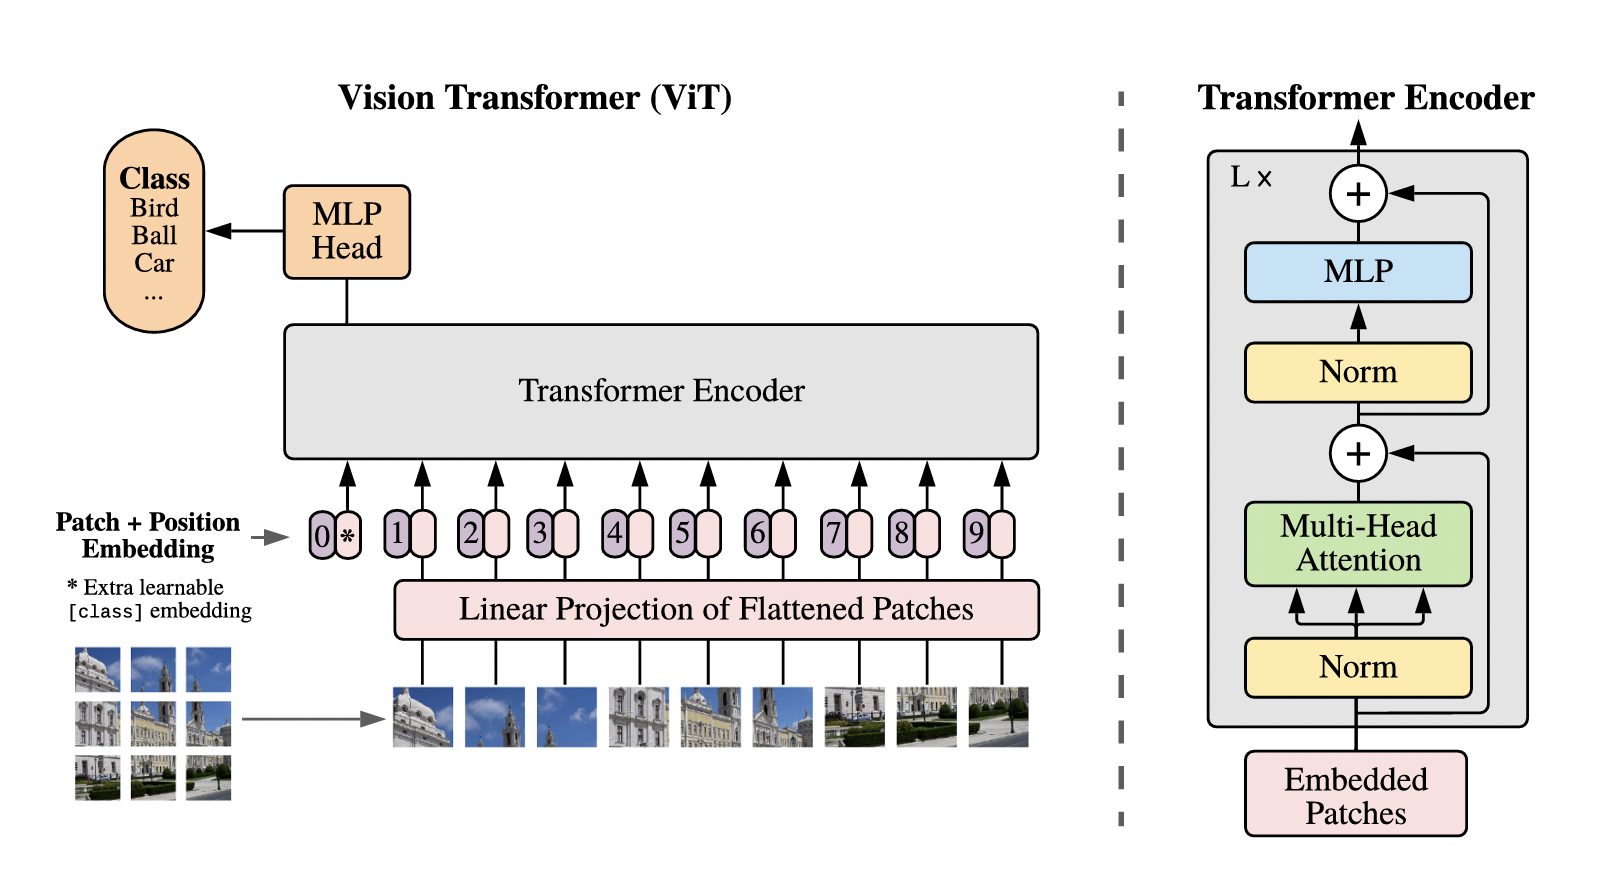 Vision Transformer (ViT)
Class
Bird
Ball
Car
...
MLP
Head
Transformer Encoder
Patch + Position
Embedding
0 * 1 2 3 4 5 6 7 8 9
* Extra learnable
[class] embedding
Linear Projection of Flattened Patches
Transformer Encoder
L ×
+
MLP
Norm
+
Multi-Head
Attention
Norm
Embedded
Patches